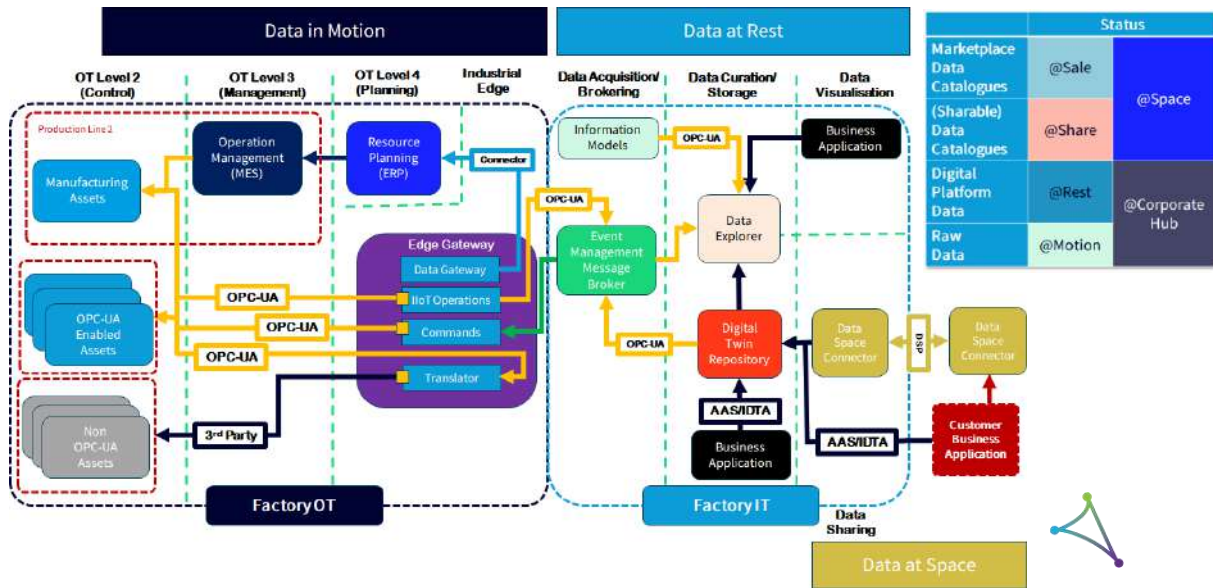 Data in Motion
Data at Rest
Status
Marketplace
Data
Catalogues
@Sale
@Space
(Sharable)
Data
Catalogues
@Share
Digital
Platform
Data
@Rest
@Corporate
Hub
Raw
Data
@Motion
OT Level 2
(Control)
OT Level 3
(Management)
OT Level 4
(Planning)
Industrial
Edge
Data Acquisition/
Brokering
Data Curation/
Storage
Data
Visualisation
Production Line 2
Manufacturing
Assets
Operation
Management
(MES)
Resource
Planning
(ERP)
Connector
Information
Models
OPC-UA
Business
Application
OPC-UA
Data
Explorer
Event
Management
Message
Broker
Edge Gateway
Data Gateway
IIoT Operations
Commands
Translator
OPC-UA
OPC-UA
OPC-UA
OPC-UA
Enabled
Assets
3rd Party
Non
OPC-UA
Assets
OPC-UA
Digital
Twin
Repository
Data
Space
Connector
DSP
Data
Space
Connector
AAS/IDTA
Business
Application
AAS/IDTA
Customer
Business
Application
Factory OT
Factory IT
Data
Sharing
Data at Space